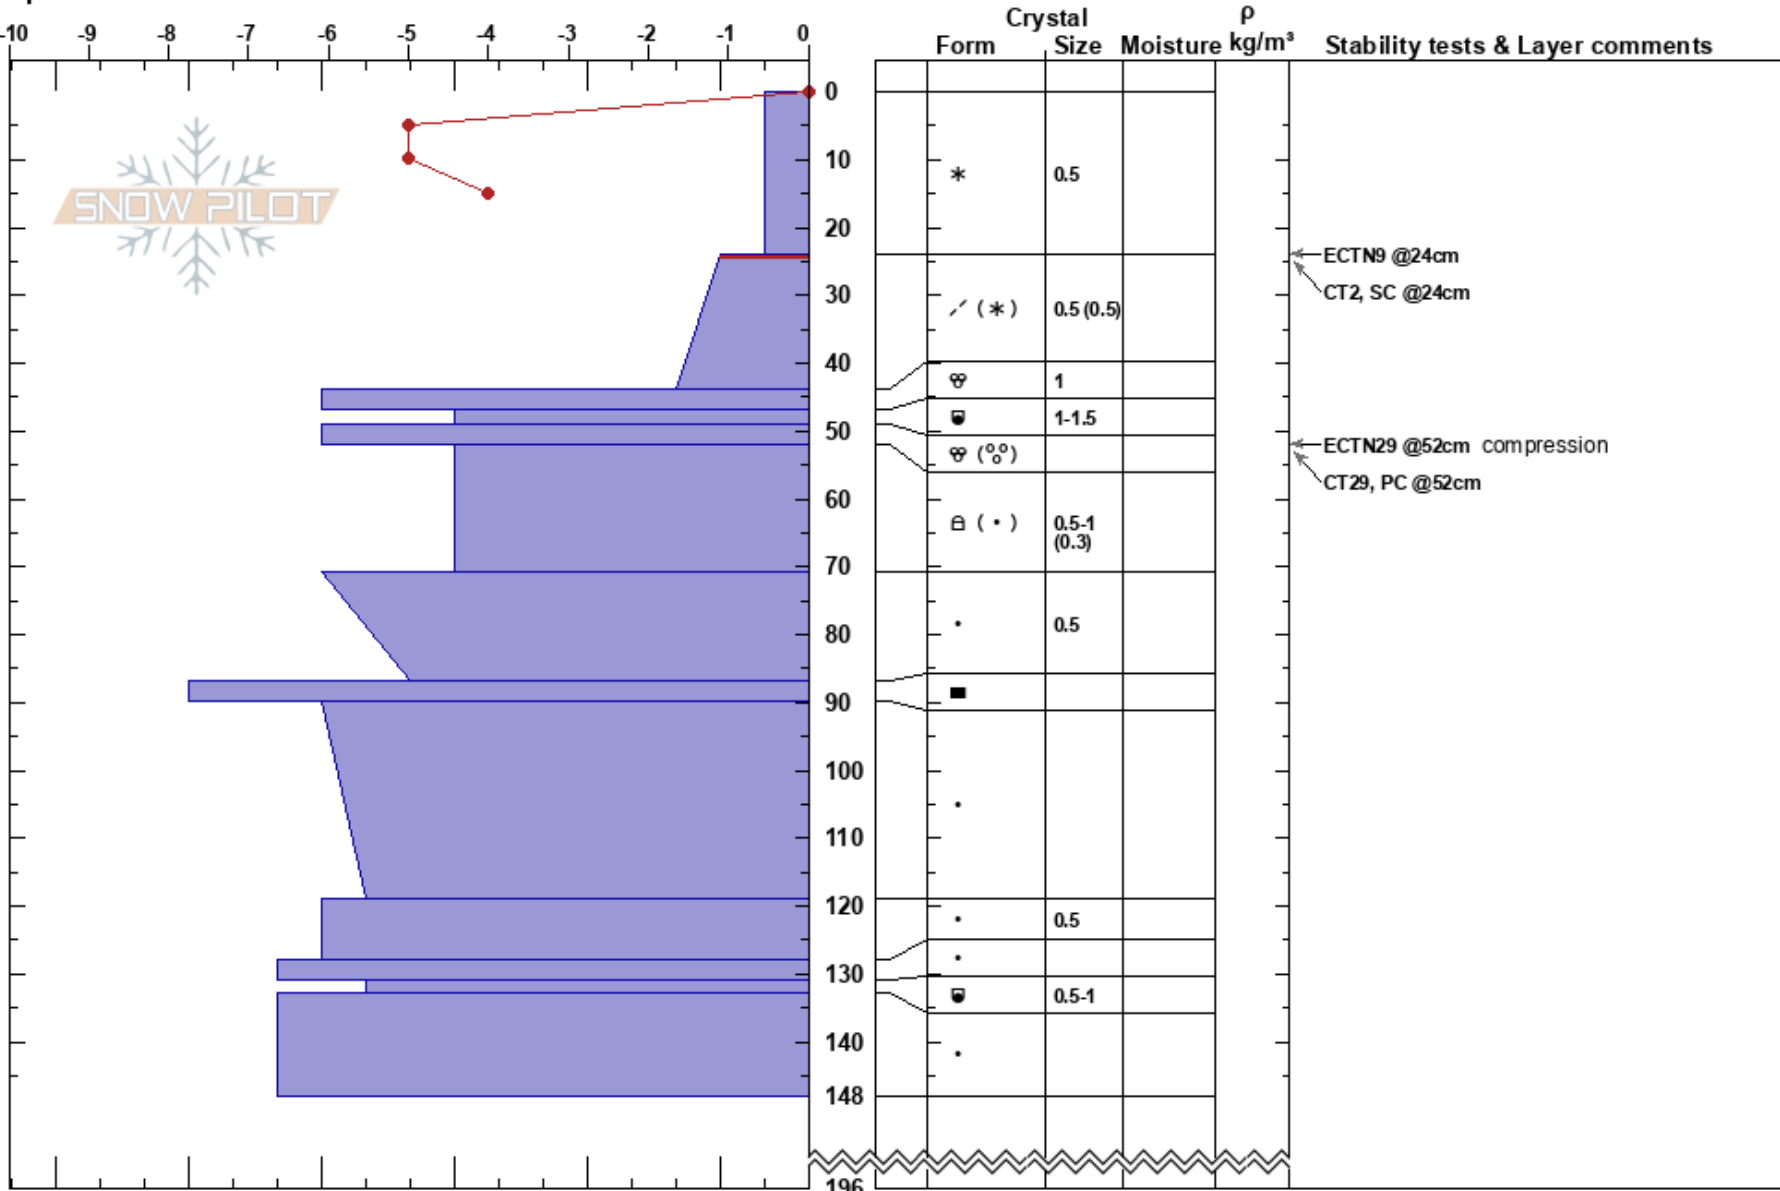 Crystal ρ
-10 -9 -8 -7 -6 -5 -4 -3 -2 -1 0 Form Size Moisture kg/m³ Stability tests & Layer comments
0
SNOW PILOT
10
0.5
20
ECTN9 @24cm
CT2, SC @24cm
30
( ) 0.5 (0.5)
40
1
1-1.5
50
ECTN29 @52cm compression
( )
CT29, PC @52cm
60
( ) 0.5-1
(0.3)
70
0.5
80
90
100
110
120
0.5
130
0.5-1
140
148
196